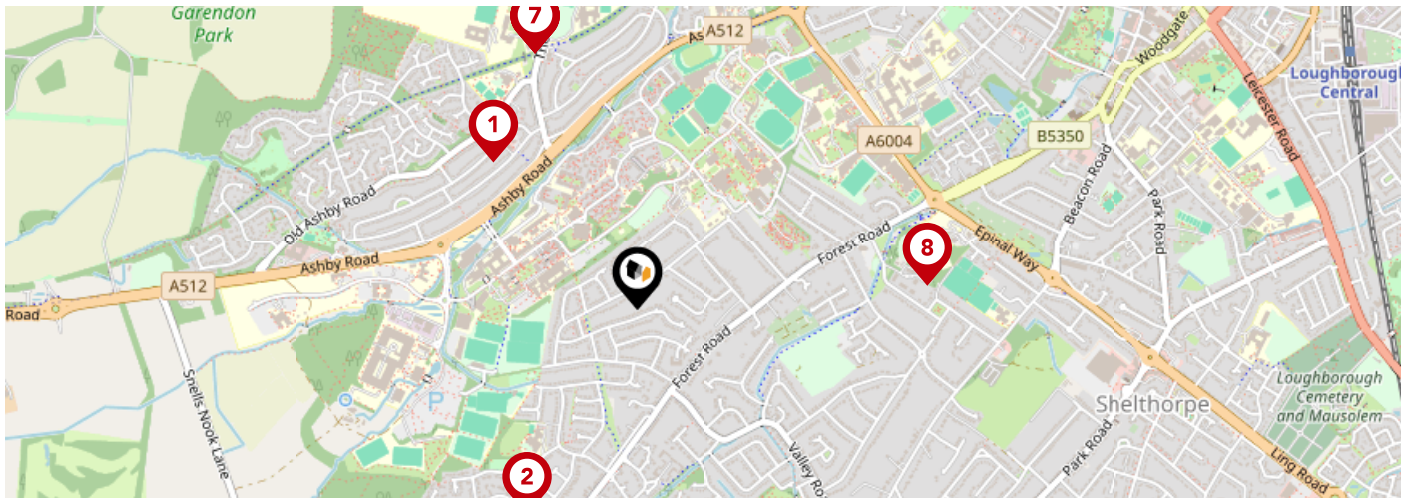 Garendon
Park
7
As
A512
Woodgate
Loughborough
Central
Leicester Road
1
A6004
B5350
Ashby Road
Old Ashby Road
Beacon Road
Park Road
Forest Road
8
Epinal Way
Ashby Road
A512
Road
Forest Road
Snells Nook Lane
P
Loughborough
Cemetery
and Mausolem
Shelthorpe
Park Road
Valley Ro
2
Ling Road